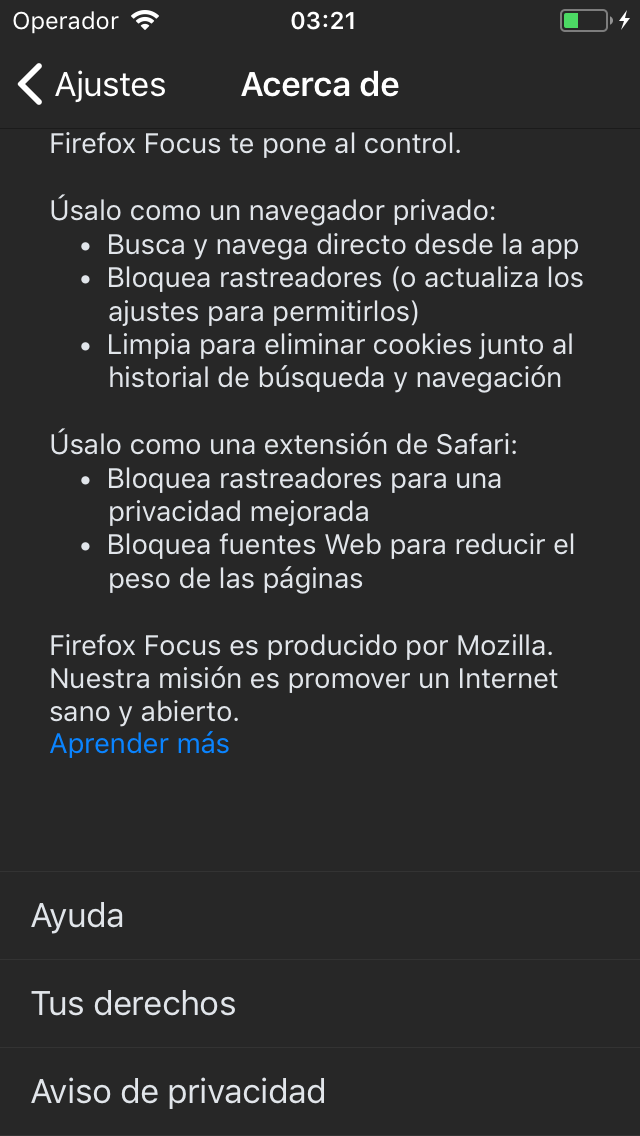 Operador 03:21
Ajustes Acerca de
Firefox Focus te pone al control.
Úsalo como un navegador privado:
• Busca y navega directo desde la app
• Bloquea rastreadores (o actualiza los
ajustes para permitirlos)
• Limpia para eliminar cookies junto al
historial de búsqueda y navegación
Úsalo como una extensión de Safari:
• Bloquea rastreadores para una
privacidad mejorada
• Bloquea fuentes Web para reducir el
peso de las páginas
Firefox Focus es producido por Mozilla.
Nuestra misión es promover un Internet
sano y abierto.
Aprender más
Ayuda
Tus derechos
Aviso de privacidad